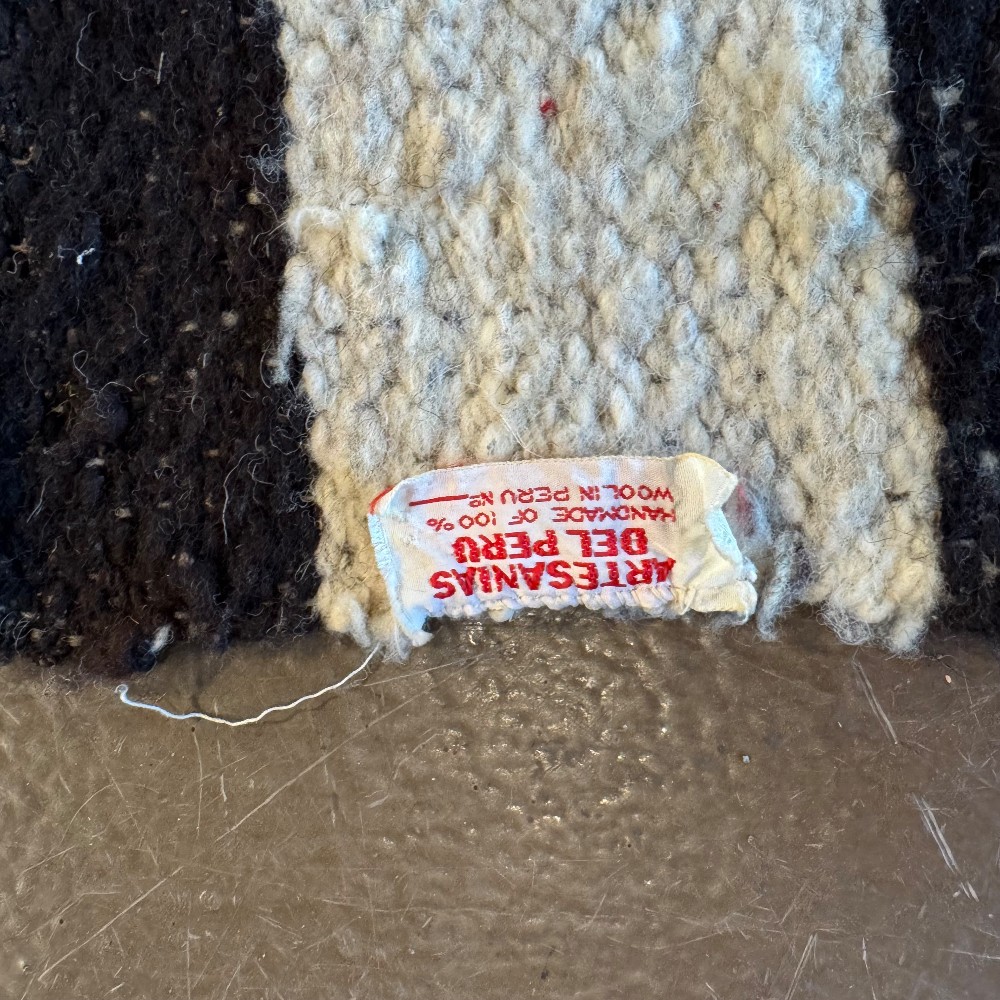 ARTESANIAS
DEL PERU
HANDMADE OF 100%
WOOL IN PERU Nº